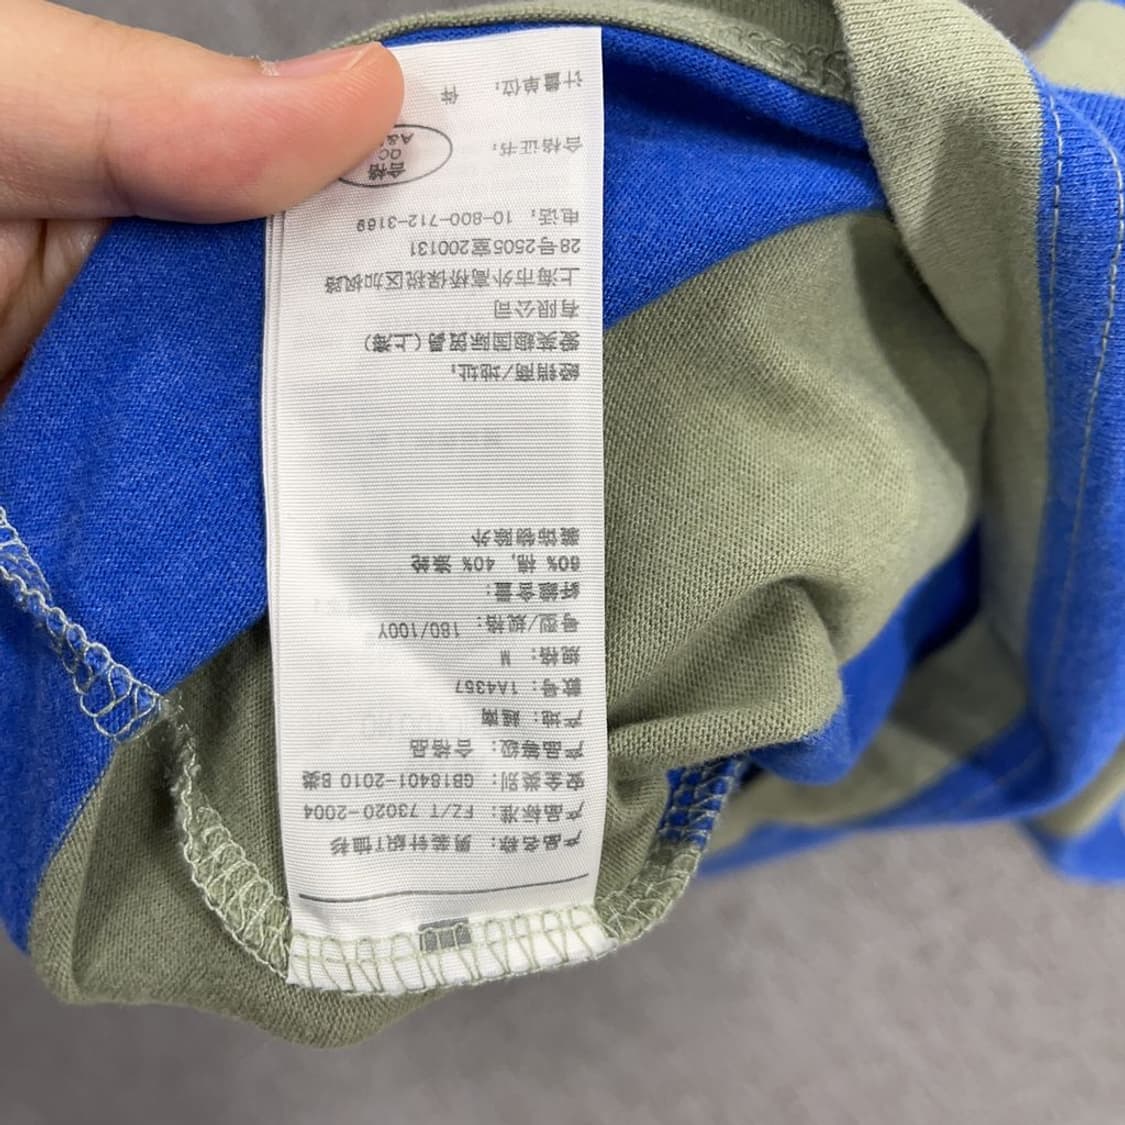 产品名称: 男装针织T恤衫
产品标准: FZ/T 73020-2004
安全类别: GB18401-2010 B类
产品等级: 合格品
产地: 越南
款号: 1A4357
规格: M
号型/规格: 180/100Y
纤维含量:
60% 棉, 40% 涤纶
装饰物除外
经销商/地址:
爱芙趣国际贸易(上海)
有限公司
上海市外高桥保税区加枫路
28号2505室200131
电话: 10-800-712-3169
合格证书: 合格 QC
计量单位: 件